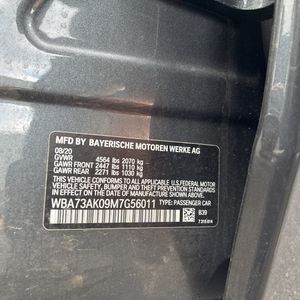 MFD BY BAYERISCHE MOTOREN WERKE AG
08/20
GVWR 4564 lbs 2070 kg
GAWR FRONT 2447 lbs 1110 kg
GAWR REAR 2271 lbs 1030 kg
THIS VEHICLE CONFORMS TO ALL APPLICABLE U.S. FEDERAL MOTOR
VEHICLE SAFETY, BUMPER, AND THEFT PREVENTION STANDARDS
IN EFFECT ON THE DATE OF MANUFACTURE SHOWN ABOVE.
WBA73AK09M7G56011 TYPE: PASSENGER CAR
B39